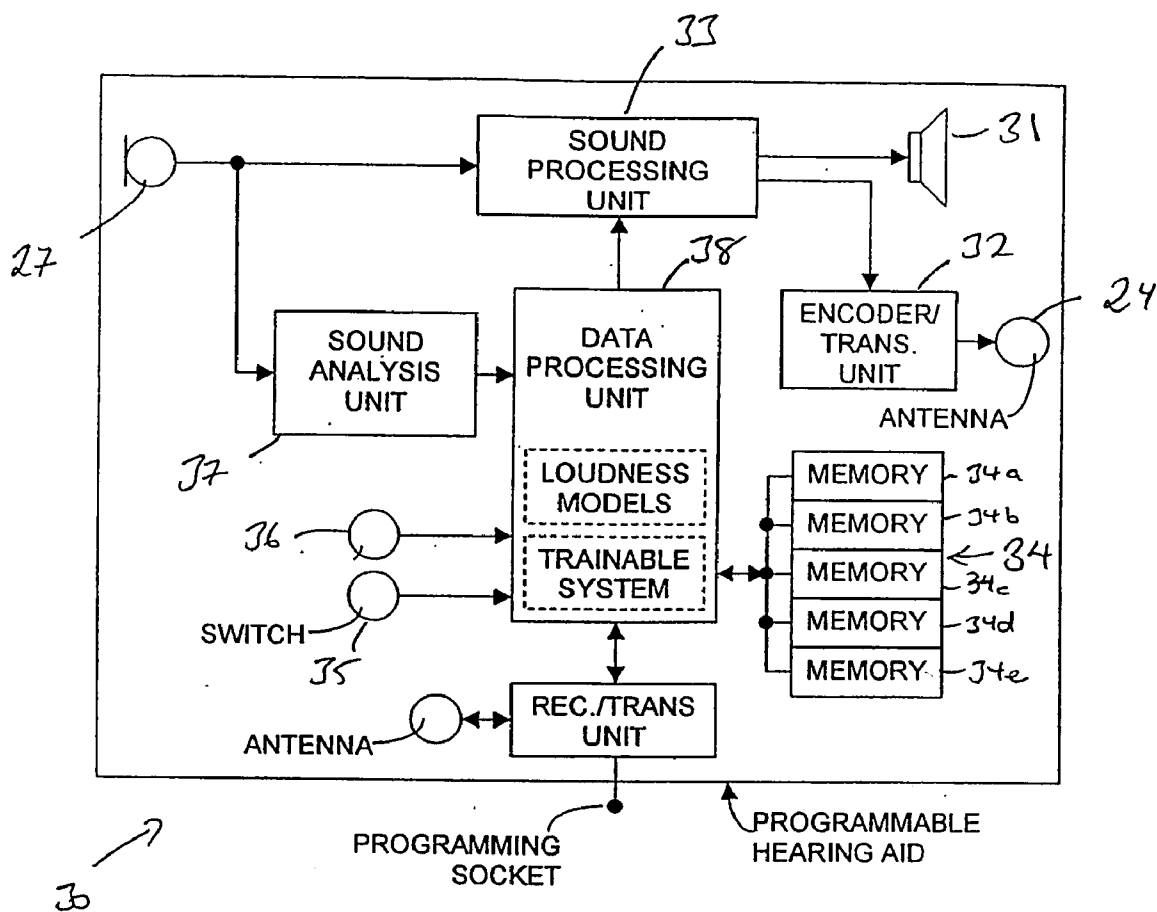 33
SOUND
PROCESSING
UNIT
31
27
38
32
24
SOUND
ANALYSIS
UNIT
DATA
PROCESSING
UNIT
ENCODER/
TRANS.
UNIT
ANTENNA
37
LOUDNESS
MODELS
TRAINABLE
SYSTEM
MEMORY 34a
MEMORY 34b
34
MEMORY 34c
MEMORY 34d
MEMORY 34e
36
SWITCH
35
ANTENNA
REC./TRANS
UNIT
PROGRAMMING
SOCKET
PROGRAMMABLE
HEARING AID
30